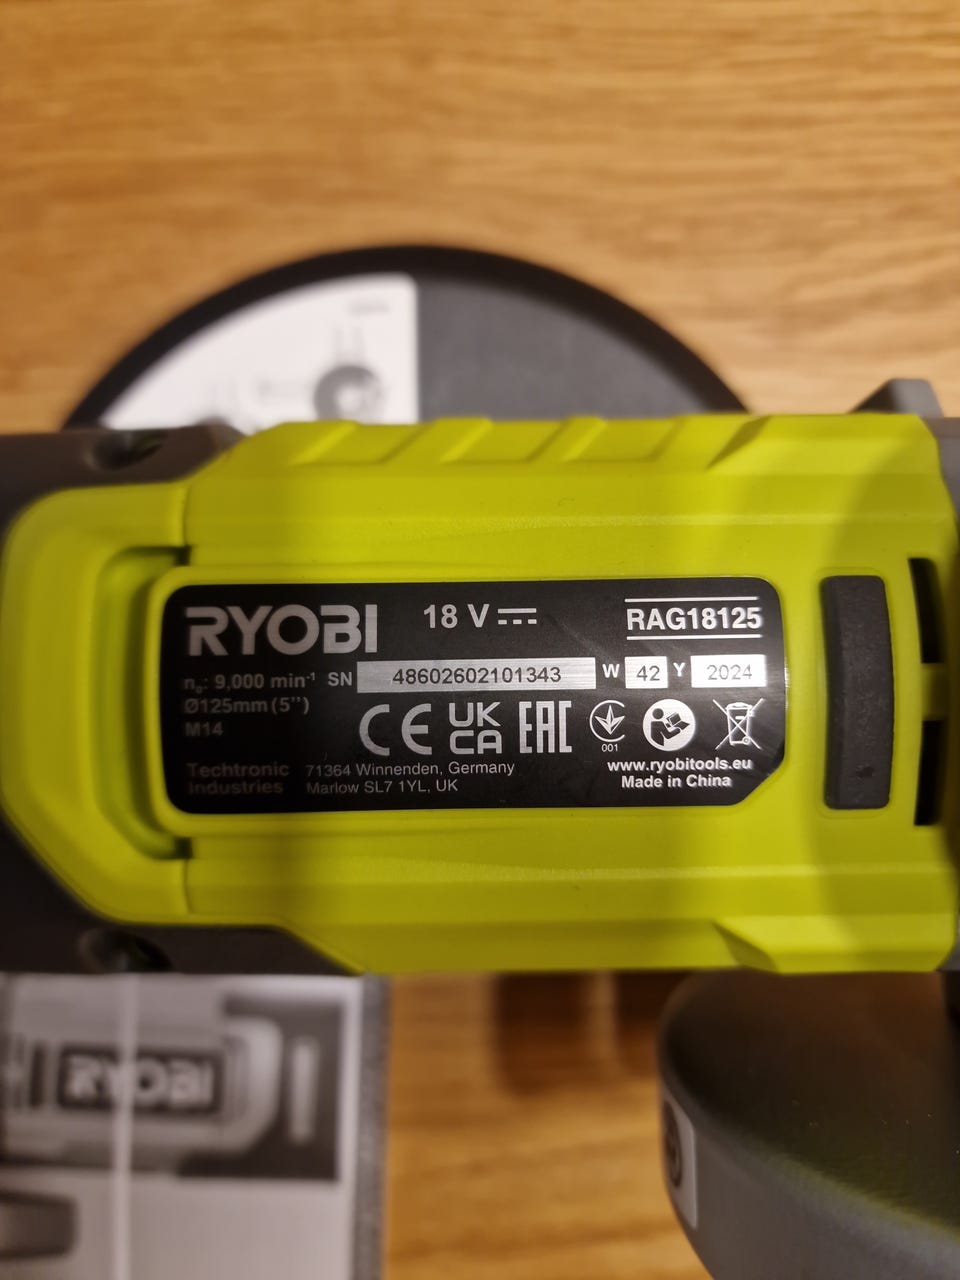 RYOBI 18 V RAG18125
n₀: 9,000 min⁻¹ SN 48602602101343 W 42 Y 2024
Ø125mm (5'')
M14
CE UK CA EAC 001
Techtronic Industries
71364 Winnenden, Germany
Marlow SL7 1YL, UK
www.ryobitools.eu
Made in China
RYOBI